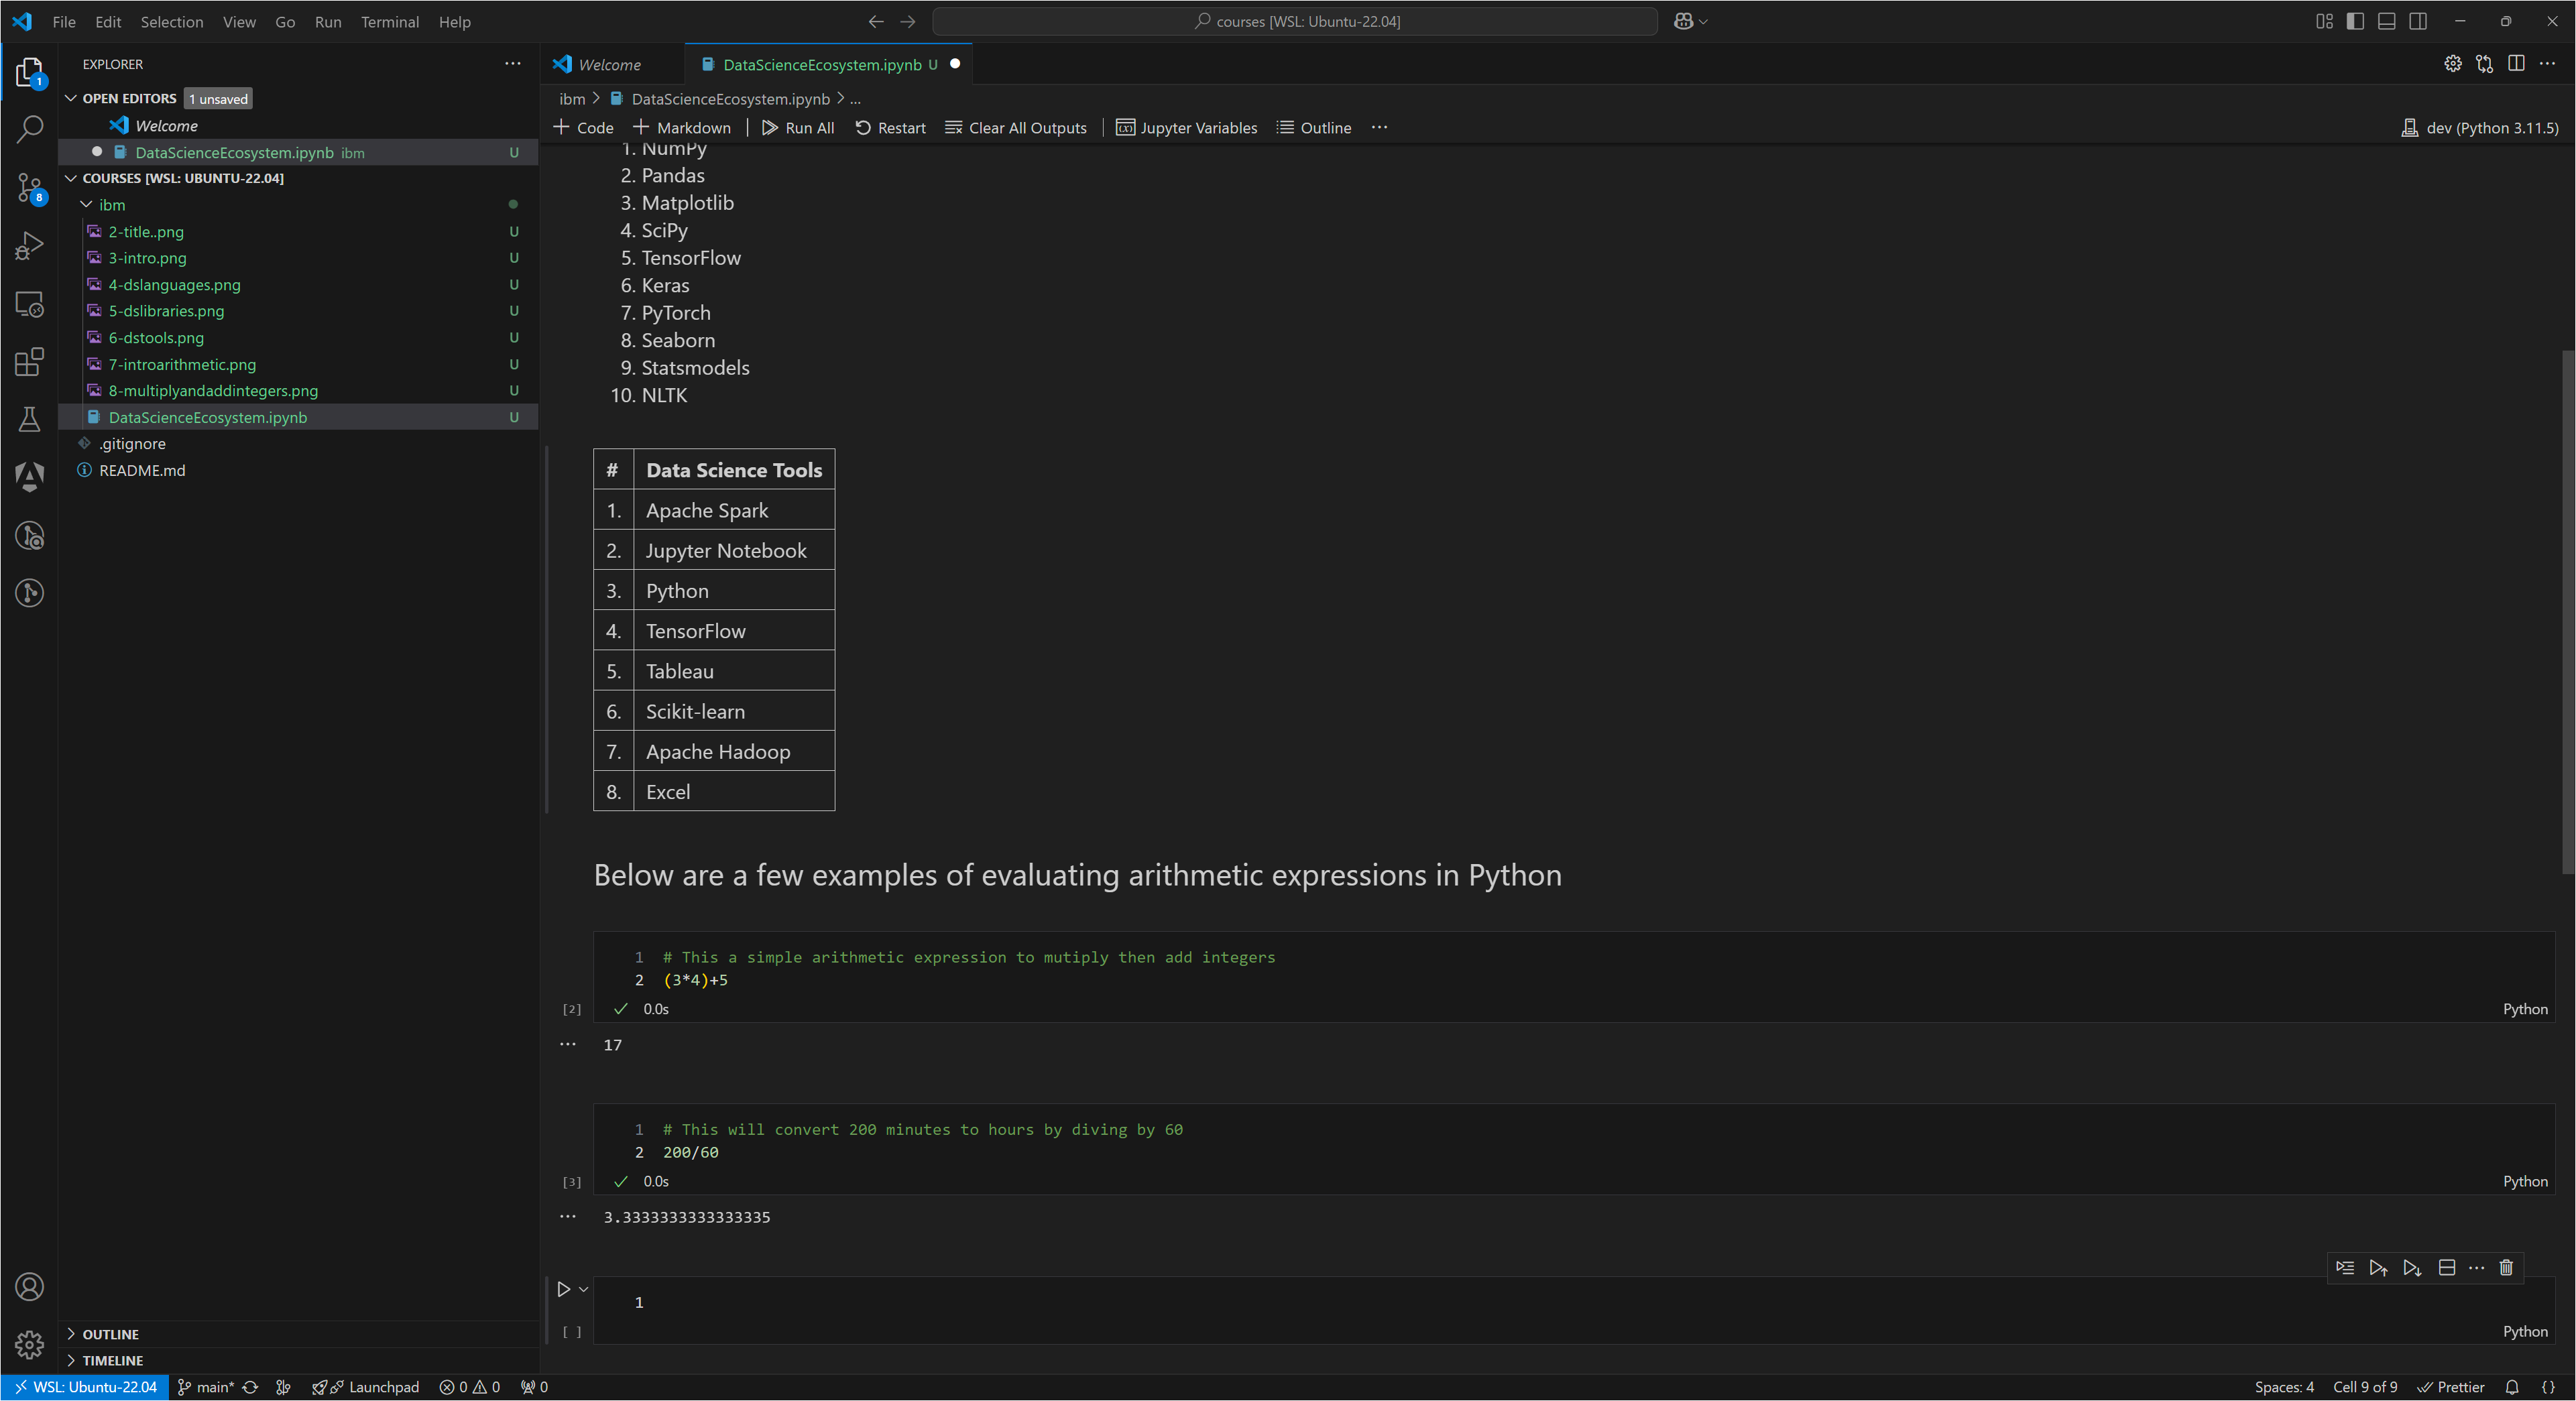 File Edit Selection View Go Run Terminal Help
courses [WSL: Ubuntu-22.04]
EXPLORER
OPEN EDITORS 1 unsaved
Welcome
DataScienceEcosystem.ipynb ibm U
COURSES [WSL: UBUNTU-22.04]
ibm
2-title..png U
3-intro.png U
4-dslanguages.png U
5-dslibraries.png U
6-dstools.png U
7-introarithmetic.png U
8-multiplyandaddintegers.png U
DataScienceEcosystem.ipynb U
.gitignore
README.md
OUTLINE
TIMELINE
1
8
Welcome
DataScienceEcosystem.ipynb U
ibm > DataScienceEcosystem.ipynb > ...
+ Code + Markdown Run All Restart Clear All Outputs Jupyter Variables Outline ... dev (Python 3.11.5)
1. NumPy
2. Pandas
3. Matplotlib
4. SciPy
5. TensorFlow
6. Keras
7. PyTorch
8. Seaborn
9. Statsmodels
10. NLTK
# Data Science Tools
1. Apache Spark
2. Jupyter Notebook
3. Python
4. TensorFlow
5. Tableau
6. Scikit-learn
7. Apache Hadoop
8. Excel
Below are a few examples of evaluating arithmetic expressions in Python
1 # This a simple arithmetic expression to mutiply then add integers
2 (3*4)+5
[2] 0.0s Python
17
1 # This will convert 200 minutes to hours by diving by 60
2 200/60
[3] 0.0s Python
3.3333333333333335
1
[ ] Python
WSL: Ubuntu-22.04 main* Launchpad 0 0 0 Spaces: 4 Cell 9 of 9 Prettier {}